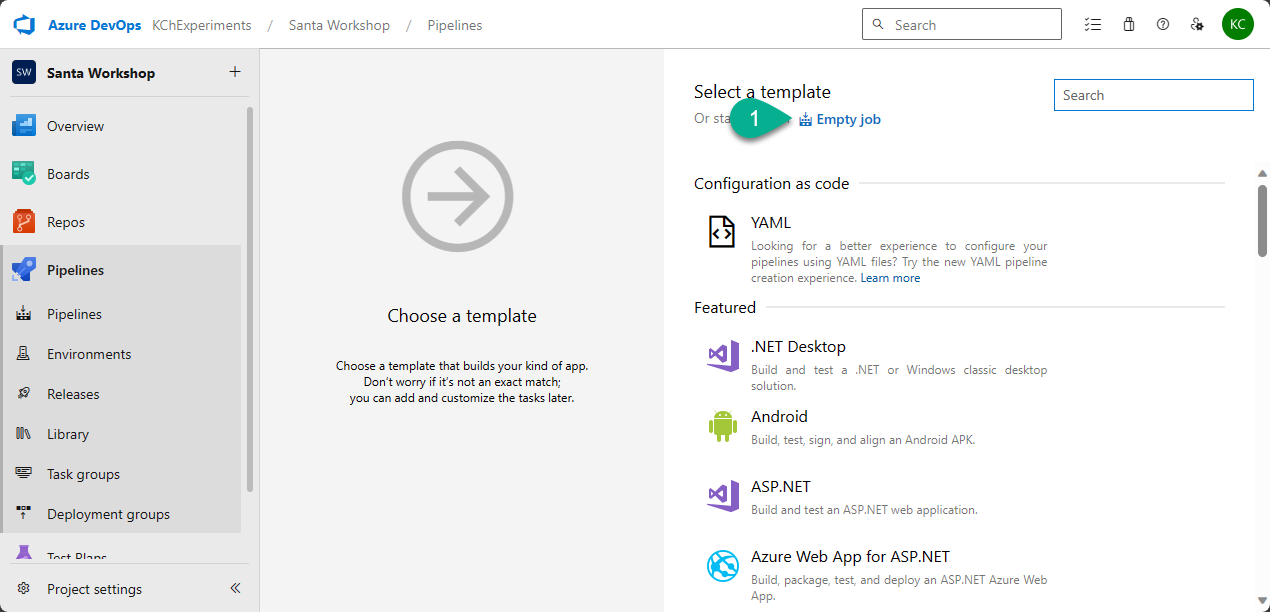 Azure DevOps KChExperiments / Santa Workshop / Pipelines
Search
KC
SW Santa Workshop +
Overview
Boards
Repos
Pipelines
Pipelines
Environments
Releases
Library
Task groups
Deployment groups
Test Plans
Project settings
Choose a template
Choose a template that builds your kind of app.
Don't worry if it's not an exact match;
you can add and customize the tasks later.
Select a template
Search
Or 1 Empty job
Configuration as code
YAML
Looking for a better experience to configure your
pipelines using YAML files? Try the new YAML pipeline
creation experience. Learn more
Featured
.NET Desktop
Build and test a .NET or Windows classic desktop
solution.
Android
Build, test, sign, and align an Android APK.
ASP.NET
Build and test an ASP.NET web application.
Azure Web App for ASP.NET
Build, package, test, and deploy an ASP.NET Azure Web
App.